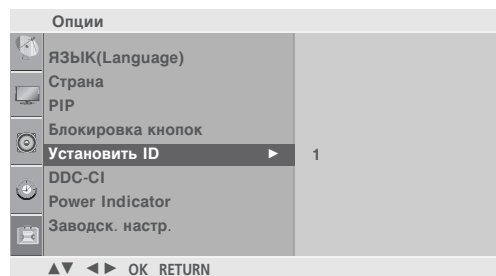 Опции
ЯЗЫК(Language)
Страна
PIP
Блокировка кнопок
Установить ID ► 1
DDC-CI
Power Indicator
Заводск. настр.
▲▼ ◄► OK RETURN